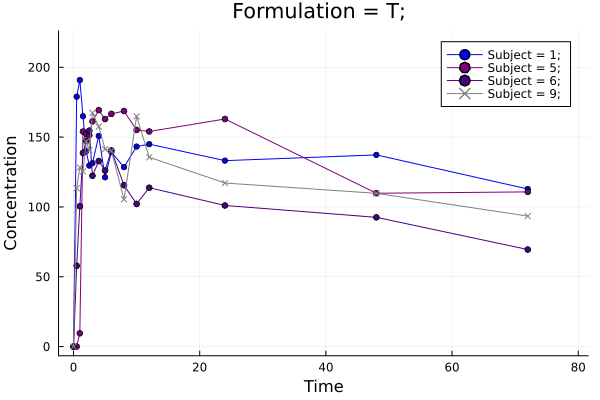 Formulation = T;
Subject = 1;
Subject = 5;
Subject = 6;
Subject = 9;
200
150
100
50
0
0 20 40 60 80
Concentration
Time